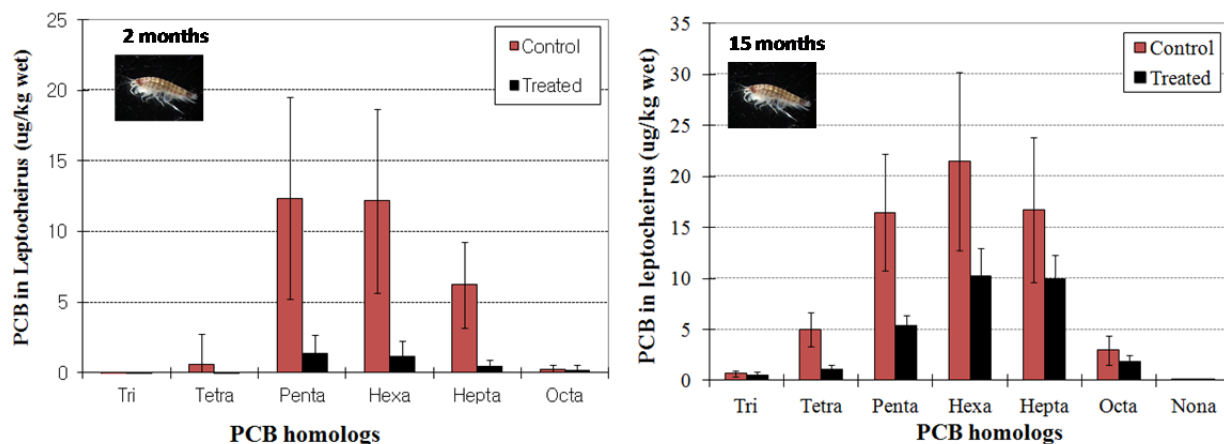 PCB in Leptocheirus (ug/kg wet)
25
20
15
10
5
0
2 months
Control
Treated
Tri Tetra Penta Hexa Hepta Octa
PCB homologs
PCB in leptocheirus (ug/kg wet)
35
30
25
20
15
10
5
0
15 months
Control
Treated
Tri Tetra Penta Hexa Hepta Octa Nona
PCB homologs